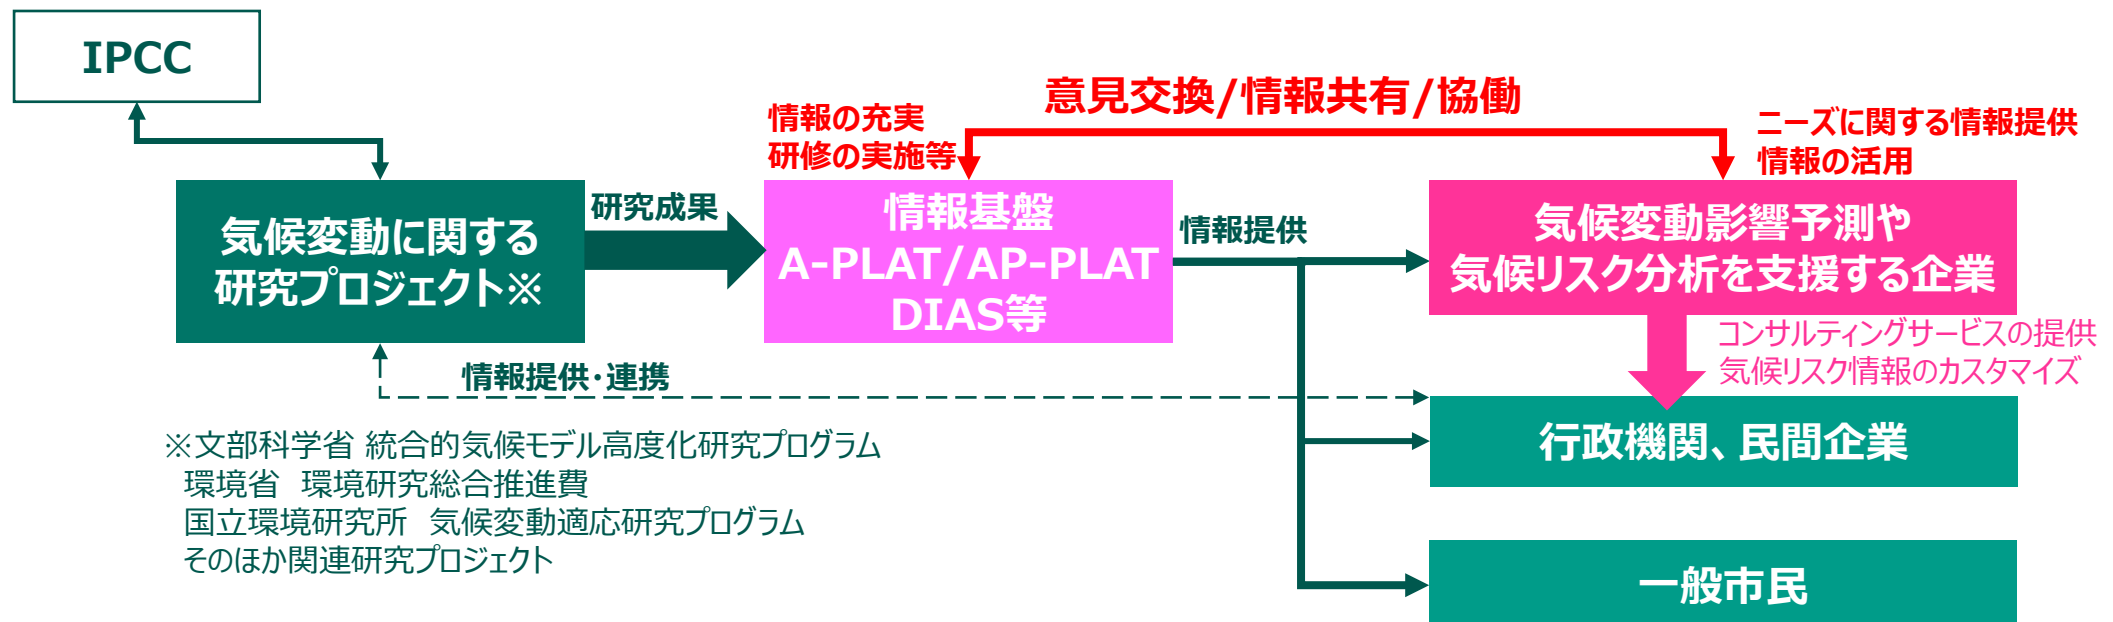 IPCC
意見交換/情報共有/協働
情報の充実
研修の実施等
ニーズに関する情報提供
情報の活用
気候変動に関する
研究プロジェクト※
研究成果
情報基盤
A-PLAT/AP-PLAT
DIAS等
情報提供
気候変動影響予測や
気候リスク分析を支援する企業
コンサルティングサービスの提供
気候リスク情報のカスタマイズ
情報提供・連携
行政機関、民間企業
※文部科学省 統合的気候モデル高度化研究プログラム
環境省　環境研究総合推進費
国立環境研究所　気候変動適応研究プログラム
そのほか関連研究プロジェクト
一般市民